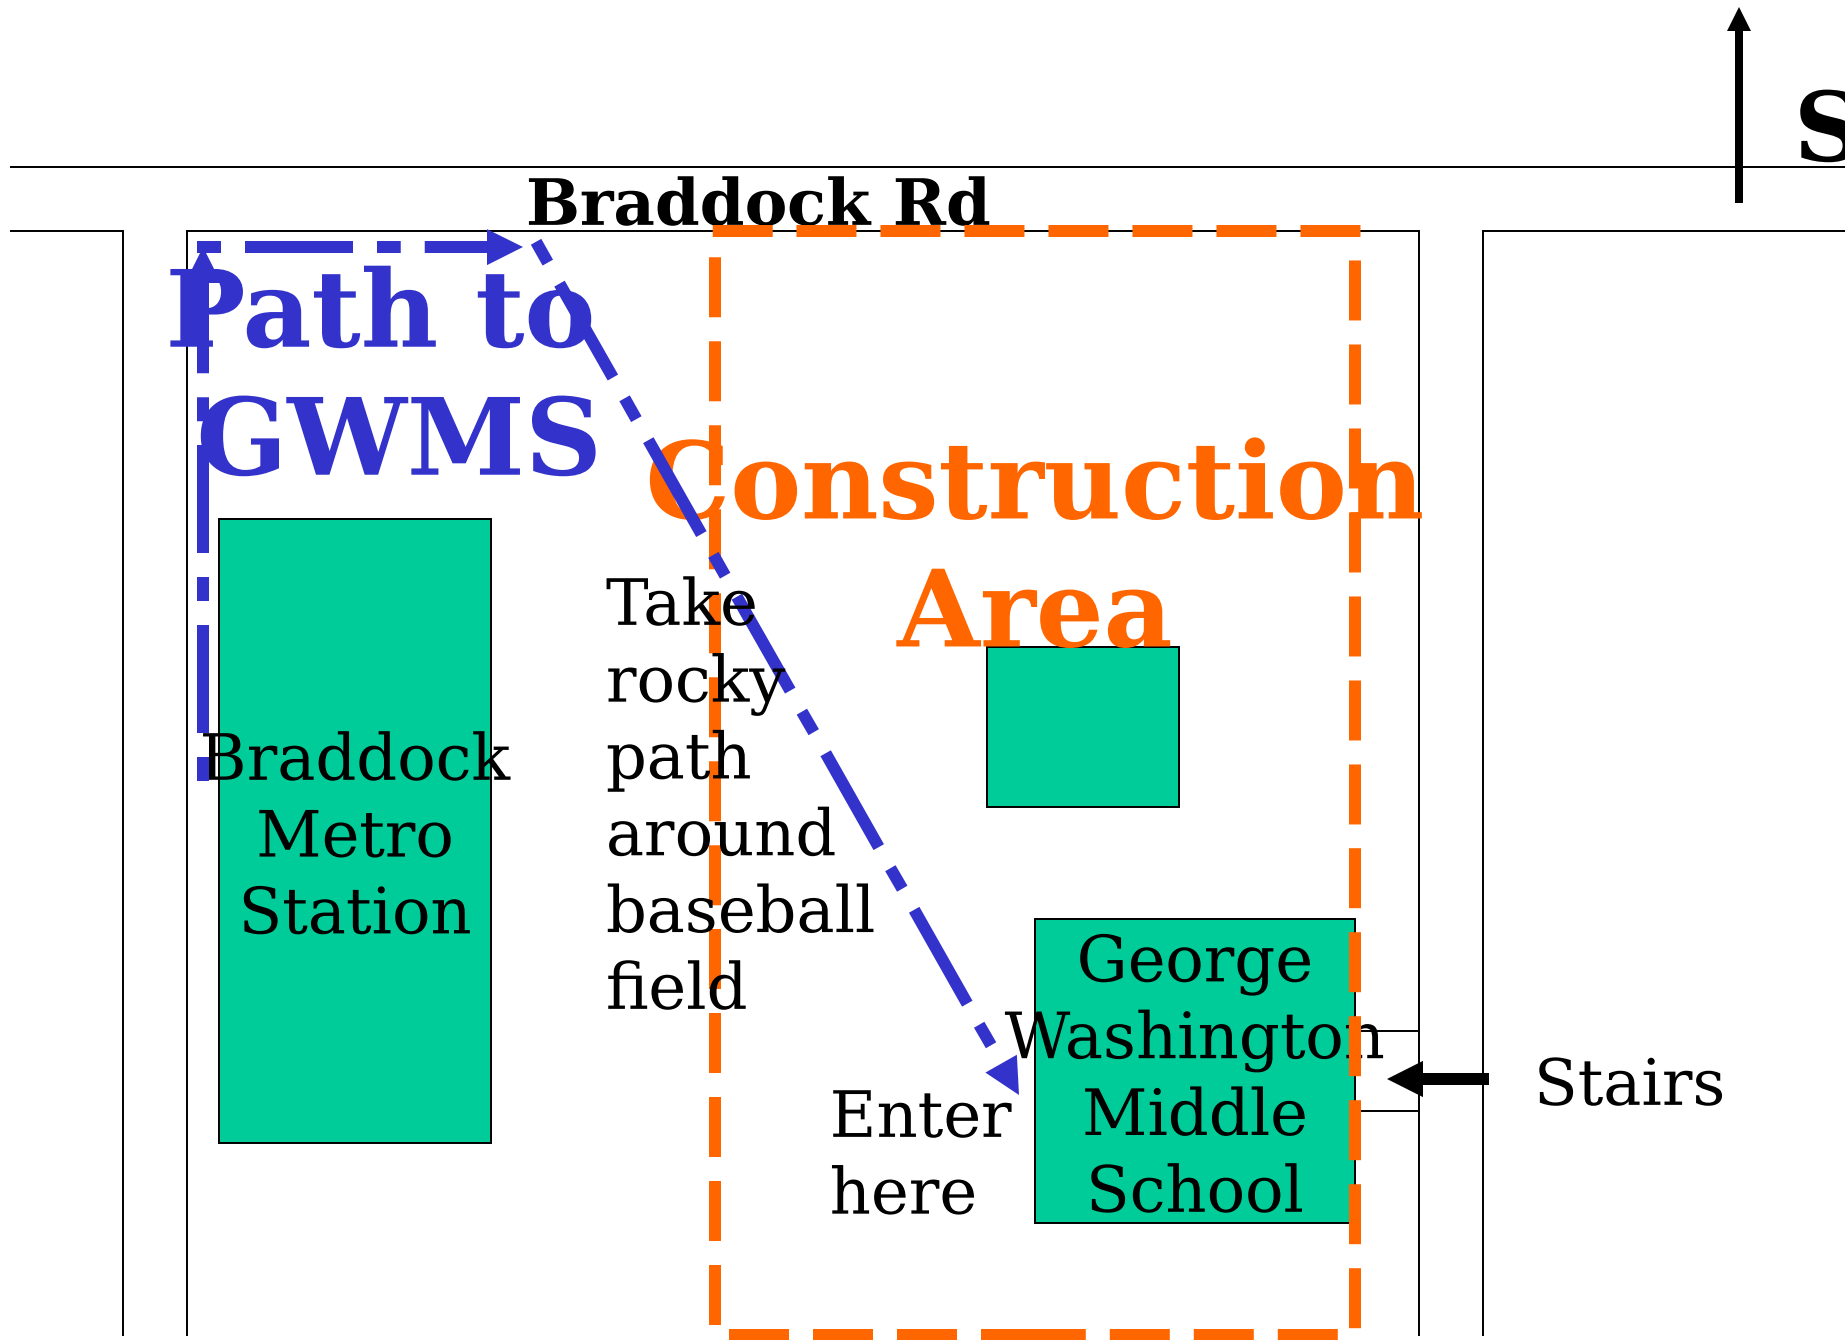 S
Braddock Rd
Path to
GWMS
Construction
Area
Take
rocky
path
around
baseball
field
Braddock
Metro
Station
George
Washington
Middle
School
Stairs
Enter
here